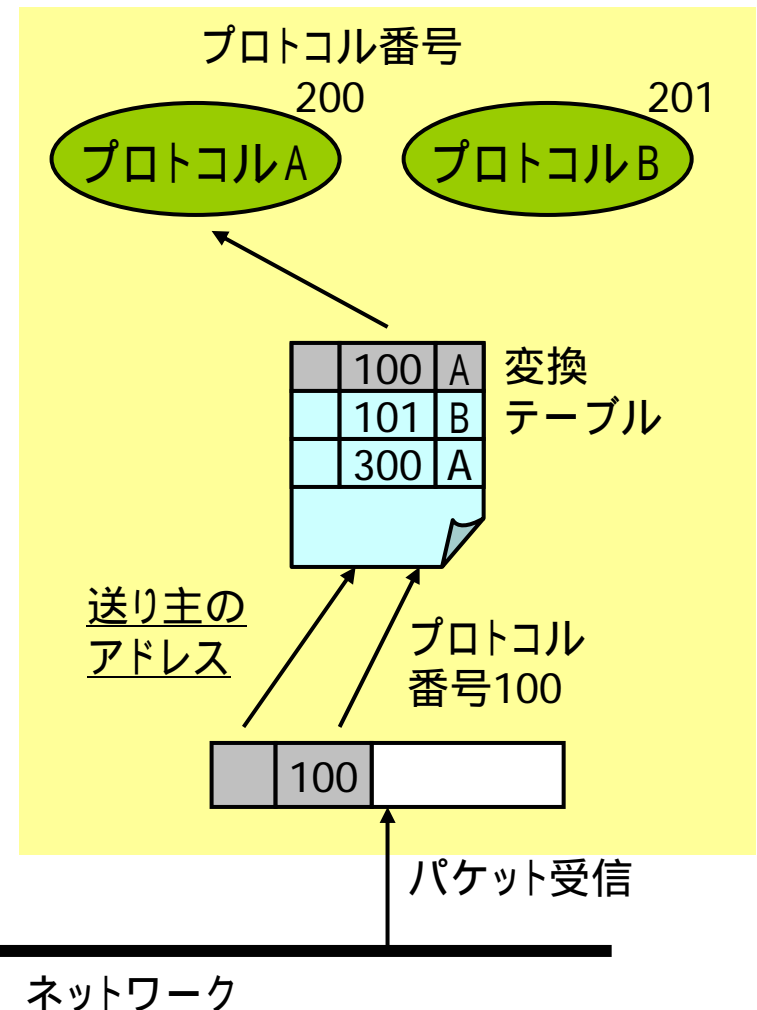 プロトコル番号
200
201
プロトコルA
プロトコルB
100 A
101 B
300 A
変換
テーブル
送り主の
アドレス
プロトコル
番号100
100
パケット受信
ネットワーク